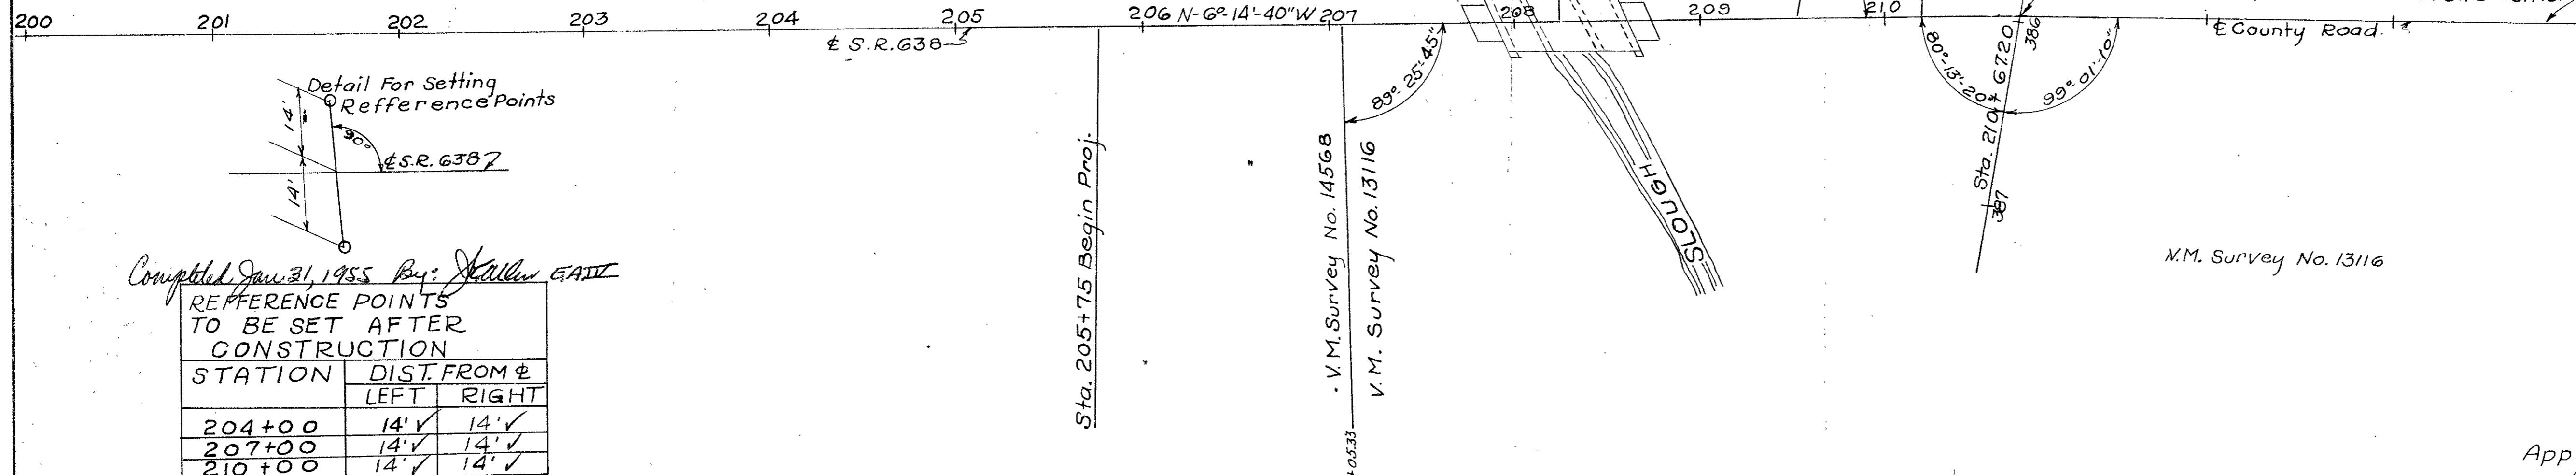 200 201 202 203 204 205 206 N-6°-14'-40"W 207 208 209 210
℄ S.R. 638
℄ County Road.
Detail For Setting
Refference Points
14'
14'
90°
℄ S.R. 638
Completed Jan 31, 1955 By:
REFFERENCE POINTS
TO BE SET AFTER
CONSTRUCTION
STATION DIST. FROM ℄
LEFT RIGHT
204+00 14'✓ 14'✓
207+00 14'✓ 14'✓
210+00 14'✓ 14'✓
Sta. 205+75 Begin Proj.
V.M. Survey No. 14568
V.M. Survey No. 13116
+05.33
89°-25'-45"
SLOUGH
80°-13'-20"
Sta. 210+67.20
386
99°-01'-10"
387
V.M. Survey No. 13116
App